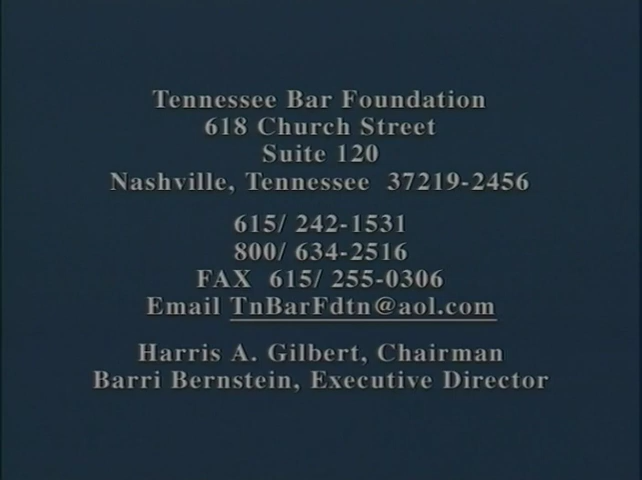 Tennessee Bar Foundation
618 Church Street
Suite 120
Nashville, Tennessee 37219-2456
615/ 242-1531
800/ 634-2516
FAX 615/ 255-0306
Email TnBarFdtn@aol.com
Harris A. Gilbert, Chairman
Barri Bernstein, Executive Director